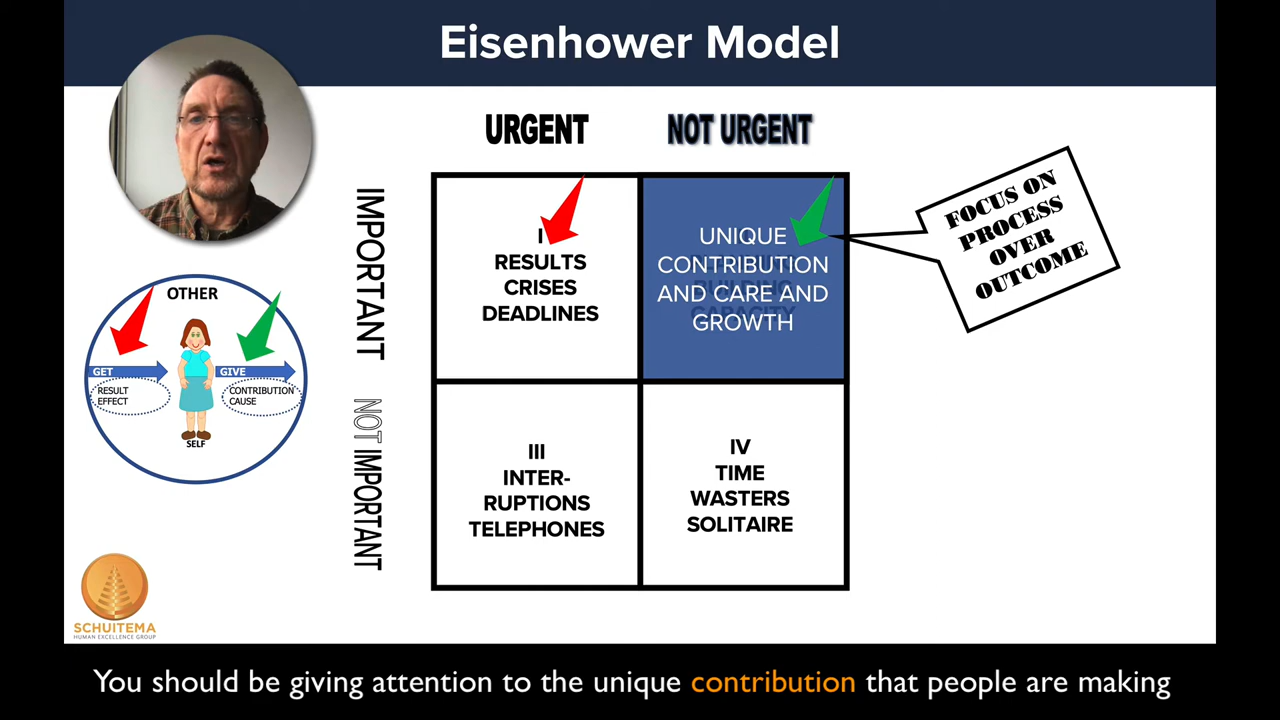 Eisenhower Model
URGENT
NOT URGENT
IMPORTANT
NOT IMPORTANT
I
RESULTS
CRISES
DEADLINES
UNIQUE
CONTRIBUTION
AND CARE AND
GROWTH
BUILDING
CAPACITY
FOCUS ON
PROCESS
OVER
OUTCOME
III
INTER-
RUPTIONS
TELEPHONES
IV
TIME
WASTERS
SOLITAIRE
OTHER
GET
RESULT
EFFECT
GIVE
CONTRIBUTION
CAUSE
SELF
SCHUITEMA
HUMAN EXCELLENCE GROUP
You should be giving attention to the unique contribution that people are making